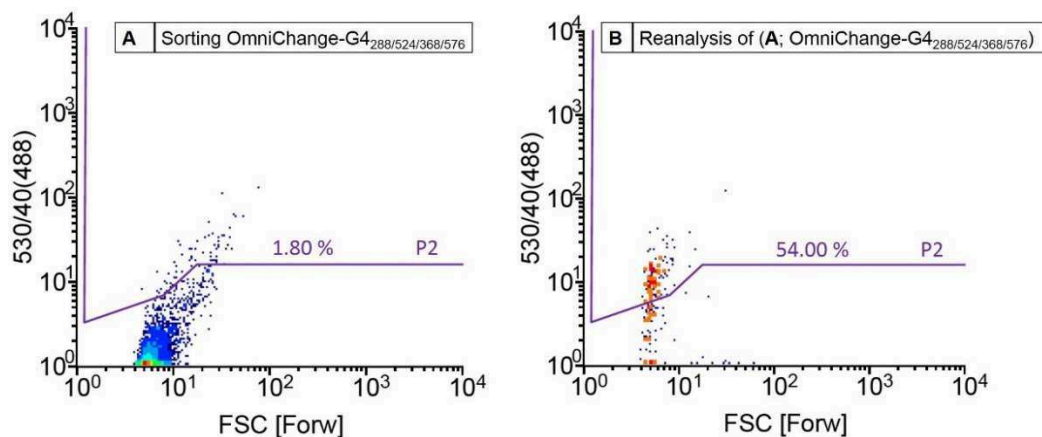 A Sorting OmniChange-G4288/524/368/576
10^4
10^3
10^2
10^1
10^0
530/40(488)
1.80 %
P2
10^0 10^1 10^2 10^3 10^4
FSC [Forw]
B Reanalysis of (A; OmniChange-G4288/524/368/576)
10^4
10^3
10^2
10^1
10^0
530/40(488)
54.00 %
P2
10^0 10^1 10^2 10^3 10^4
FSC [Forw]